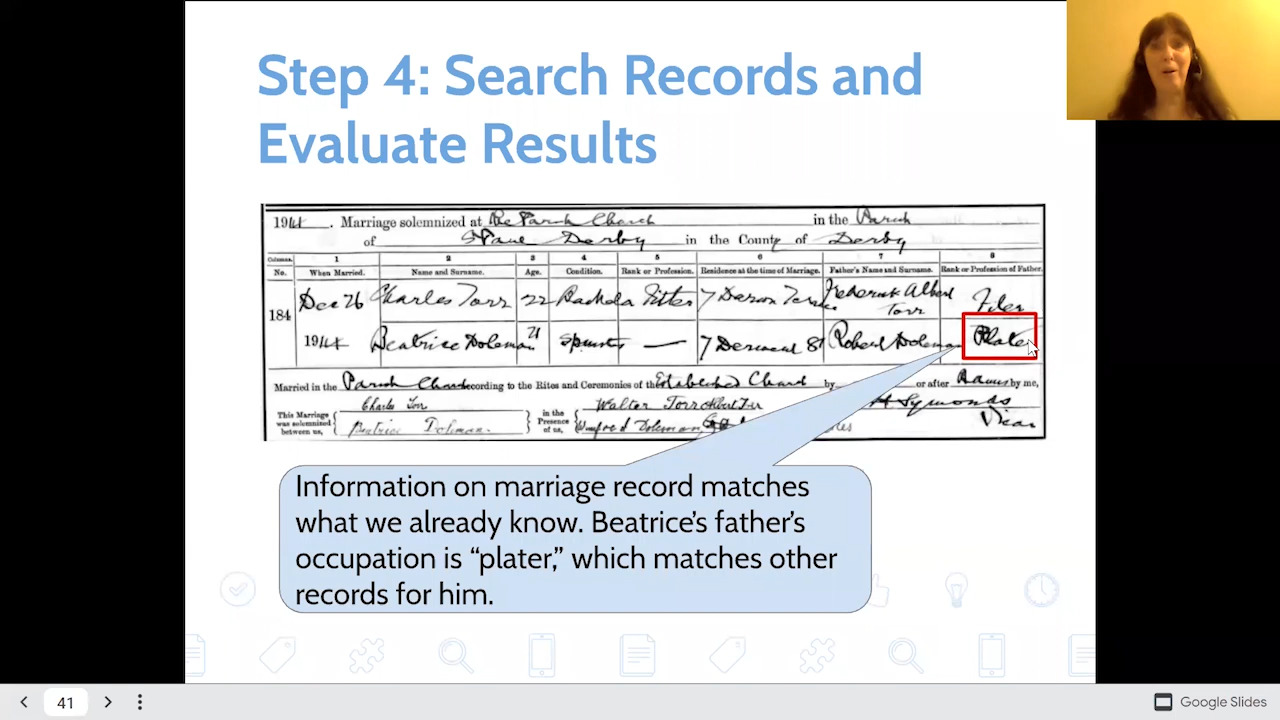 Step 4: Search Records and
Evaluate Results
1944. Marriage solemnized at The Parish Church in the Parish
of Derby in the County of Derby
Columns. 1 2 3 4 5 6 7 8
No. When Married. Name and Surname. Age. Condition. Rank or Profession. Residence at the time of Marriage. Father's Name and Surname. Rank or Profession of Father.
184 Dec 26 Charles Torr 22 Bachelor Fitter 7 Frederick Albert Torr
1944 Beatrice Doleman 21 Spinster — 7 Derwent St Robert Doleman Plater
Married in the Parish Church according to the Rites and Ceremonies of the Established Church by or after Banns by me,
This Marriage was solemnized between us, Charles Torr Beatrice Doleman. in the Presence of us, Walter Torr Winifred Doleman Symonds Vicar
Information on marriage record matches
what we already know. Beatrice's father's
occupation is "plater," which matches other
records for him.
41
Google Slides